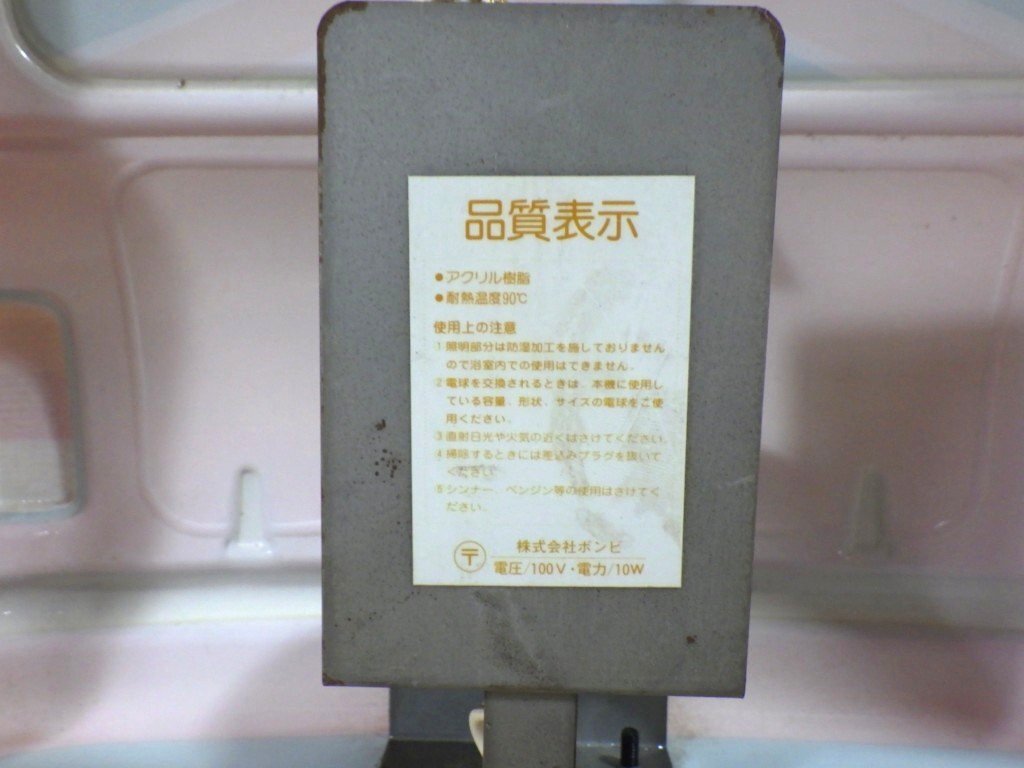 品質表示
●アクリル樹脂
●耐熱温度90℃
使用上の注意
1 照明部分は防湿加工を施しておりません
ので浴室内での使用はできません。
2 電球を交換されるときは、本機に使用し
ている容量、形状、サイズの電球をご使
用ください。
3 直射日光や火気の近くはさけてください。
4 掃除するときには差込みプラグを抜いて
ください。
5 シンナー、ベンジン等の使用はさけてく
ださい。
〒 株式会社ボンビ
電圧/100V・電力/10W